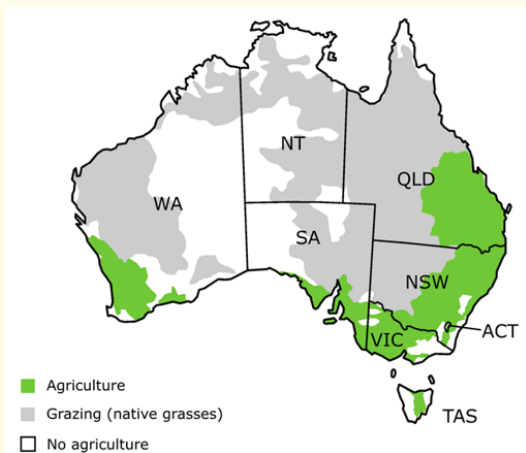 NT
QLD
WA
SA
NSW
ACT
VIC
TAS
Agriculture
Grazing (native grasses)
No agriculture